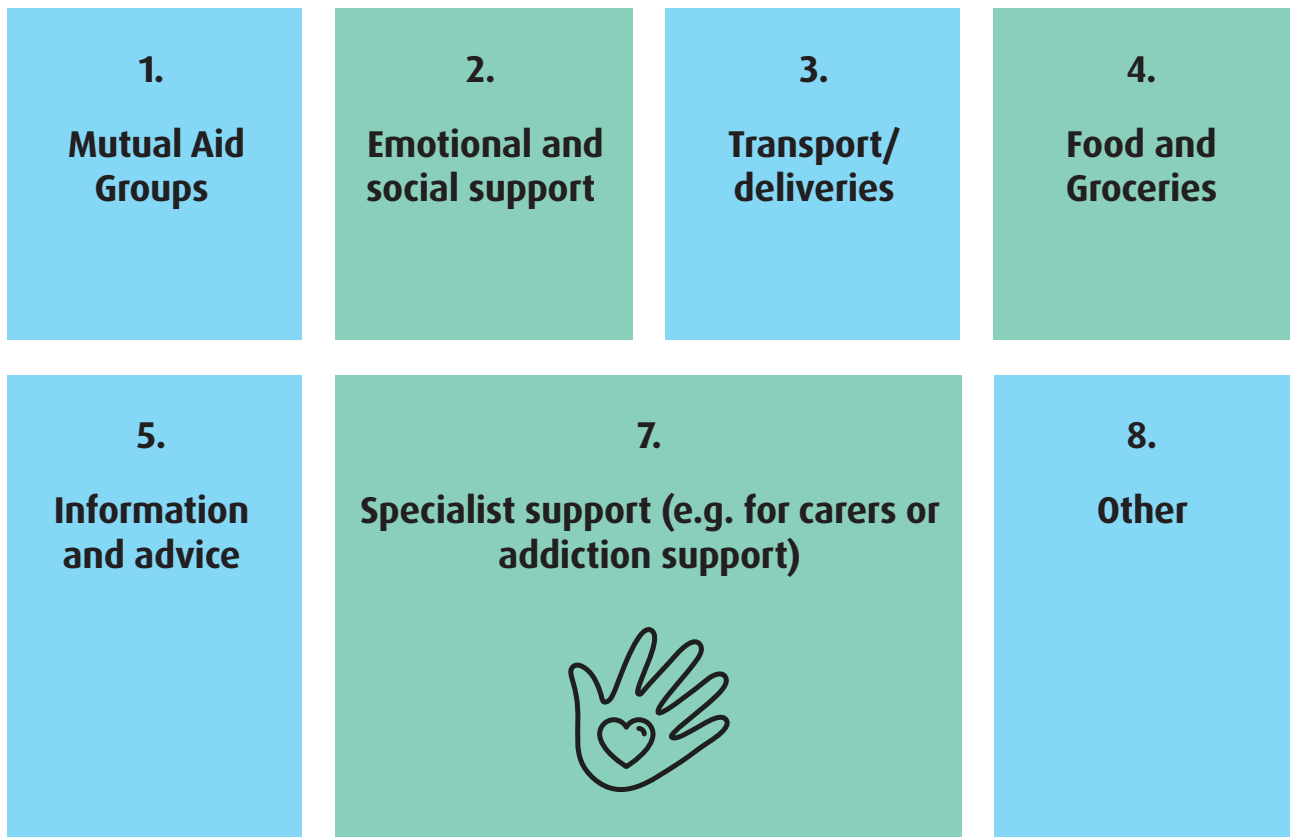 1.
Mutual Aid
Groups
2.
Emotional and
social support
3.
Transport/
deliveries
4.
Food and
Groceries
5.
Information
and advice
7.
Specialist support (e.g. for carers or
addiction support)
8.
Other